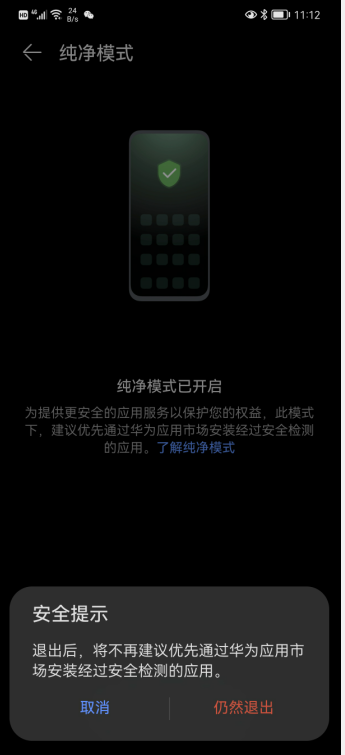 HD 4G 24 B/s 11:12
纯净模式
纯净模式已开启
为提供更安全的应用服务以保护您的权益，此模式
下，建议优先通过华为应用市场安装经过安全检测
的应用。了解纯净模式
安全提示
退出后，将不再建议优先通过华为应用市
场安装经过安全检测的应用。
取消 仍然退出